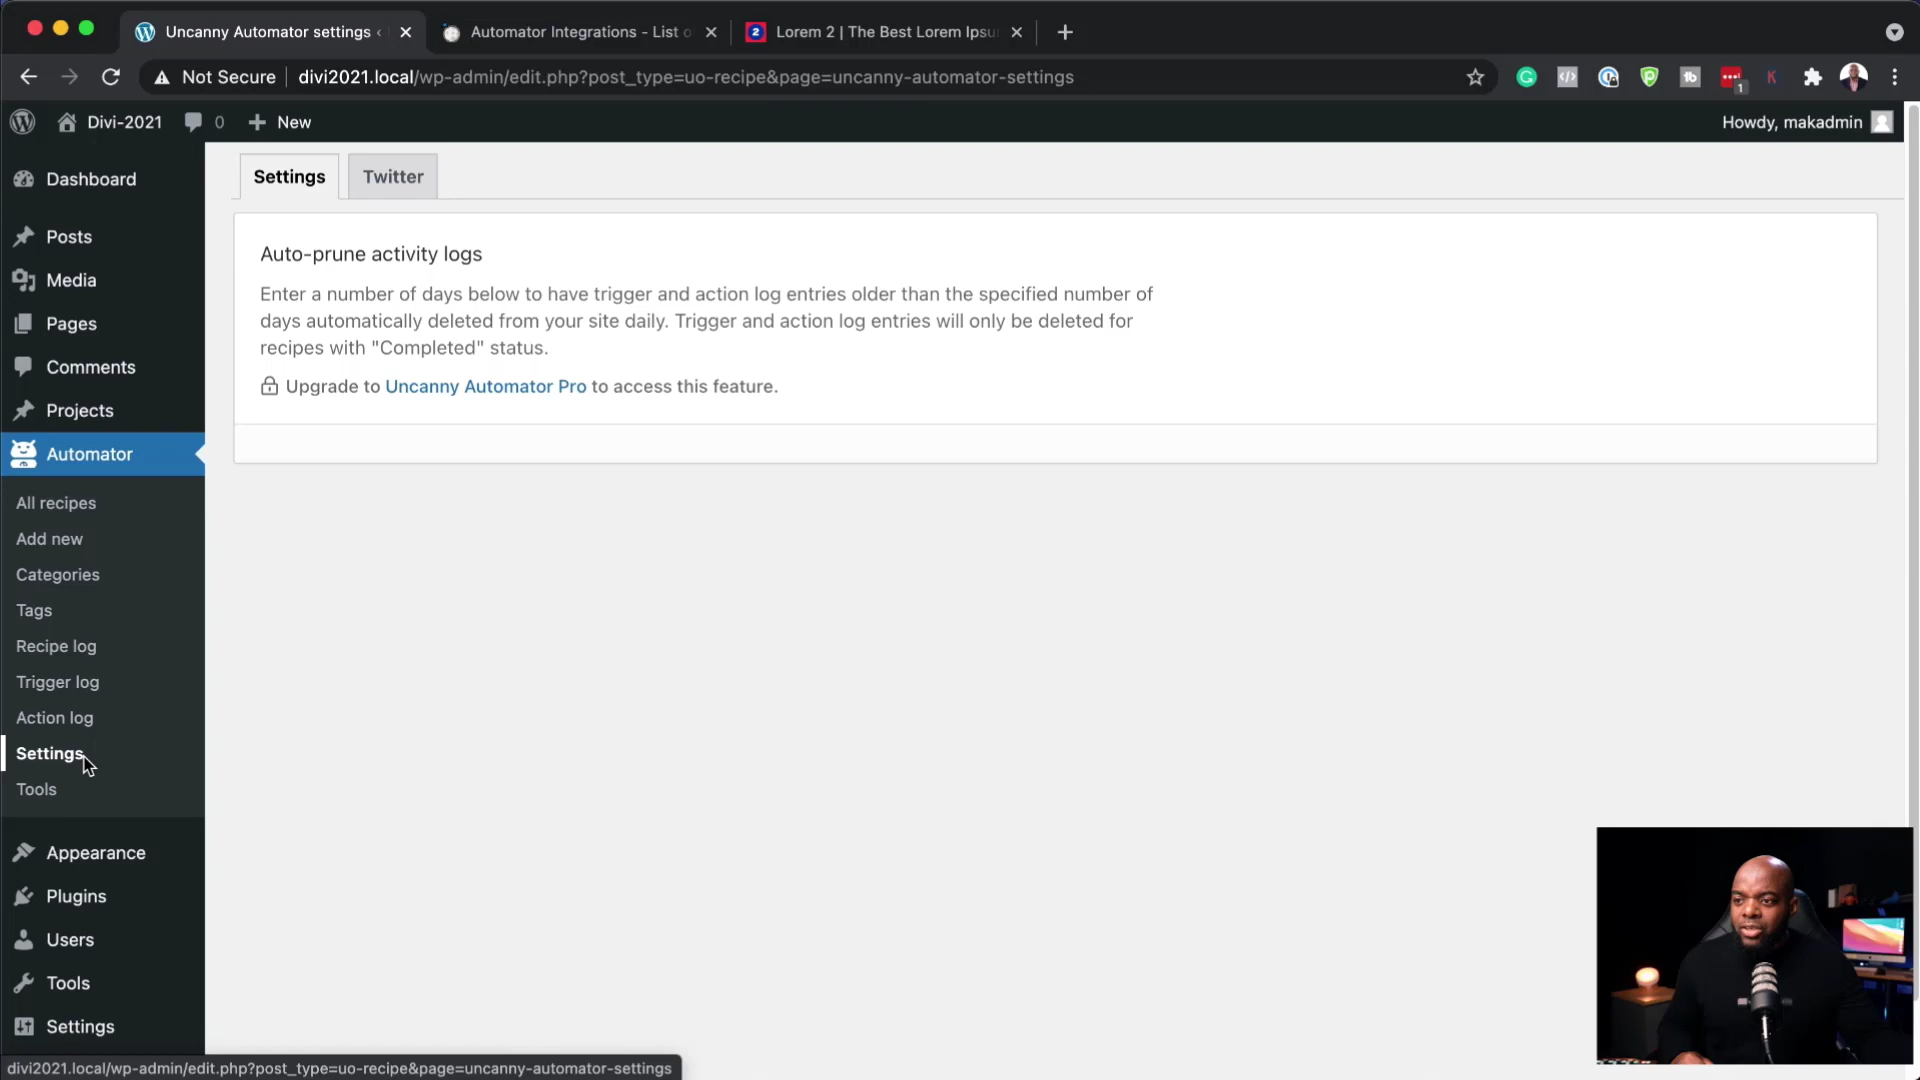 Uncanny Automator settings ‹
Automator Integrations - List o
Lorem 2 | The Best Lorem Ipsu
Not Secure
divi2021.local/wp-admin/edit.php?post_type=uo-recipe&page=uncanny-automator-settings
1
Divi-2021
0
New
Howdy, makadmin
Dashboard
Posts
Media
Pages
Comments
Projects
Automator
All recipes
Add new
Categories
Tags
Recipe log
Trigger log
Action log
Settings
Tools
Appearance
Plugins
Users
Tools
Settings
Settings
Twitter
Auto-prune activity logs
Enter a number of days below to have trigger and action log entries older than the specified number of
days automatically deleted from your site daily. Trigger and action log entries will only be deleted for
recipes with "Completed" status.
Upgrade to Uncanny Automator Pro to access this feature.
divi2021.local/wp-admin/edit.php?post_type=uo-recipe&page=uncanny-automator-settings